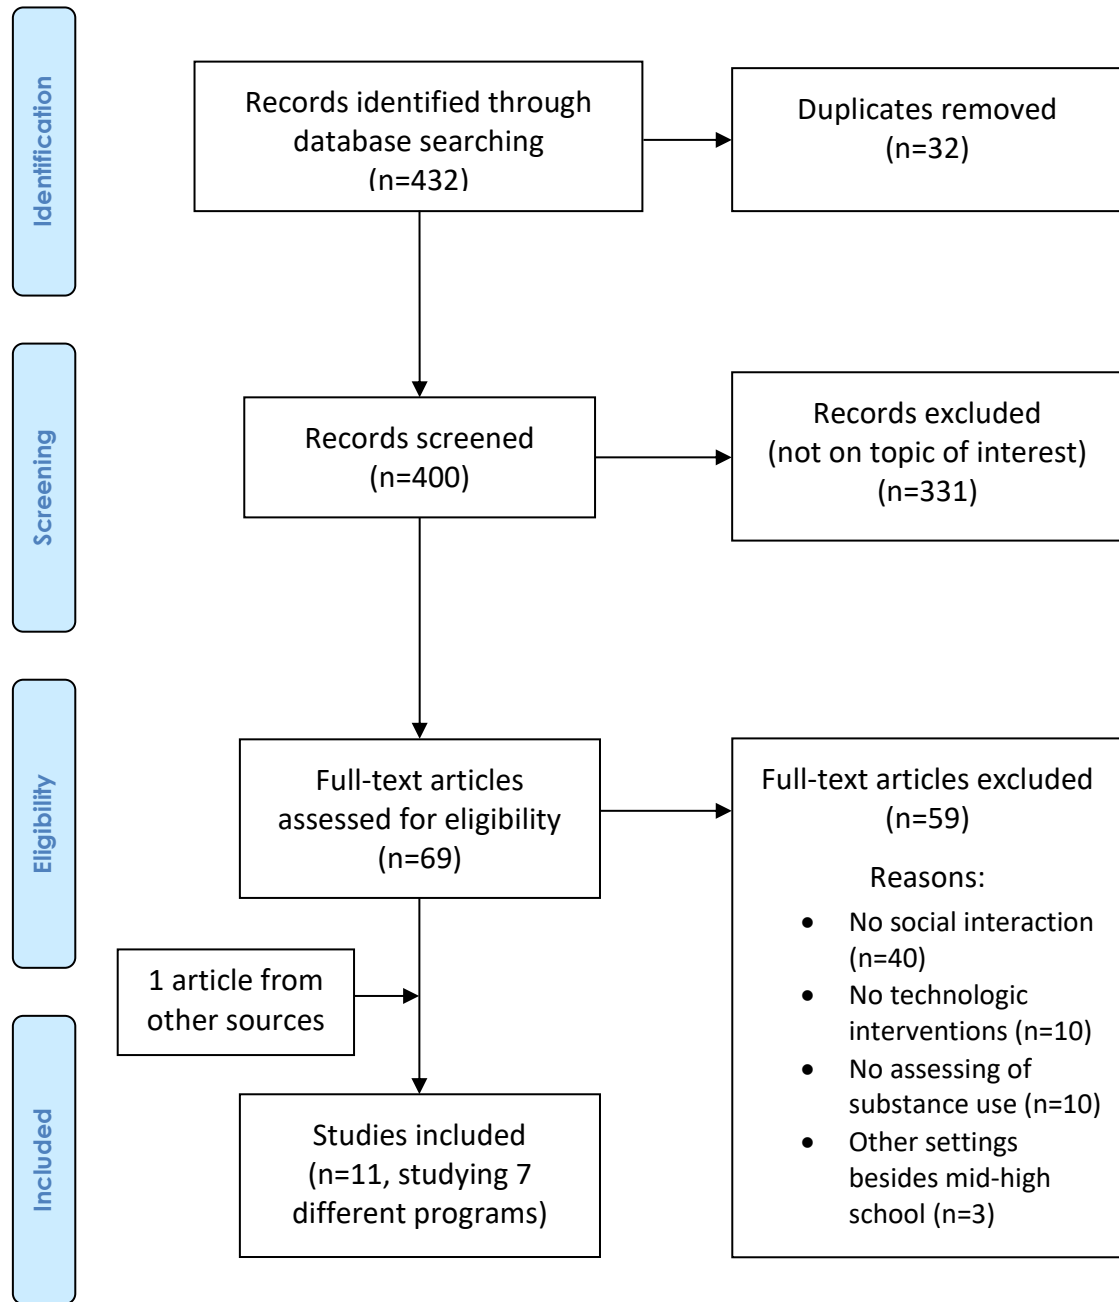 Identification
Records identified through
database searching
(n=432)
Duplicates removed
(n=32)
Screening
Records screened
(n=400)
Records excluded
(not on topic of interest)
(n=331)
Eligibility
Full-text articles
assessed for eligibility
(n=69)
Full-text articles excluded
(n=59)
Reasons:
• No social interaction
(n=40)
• No technologic
interventions (n=10)
• No assessing of
substance use (n=10)
• Other settings
besides mid-high
school (n=3)
1 article from
other sources
Included
Studies included
(n=11, studying 7
different programs)